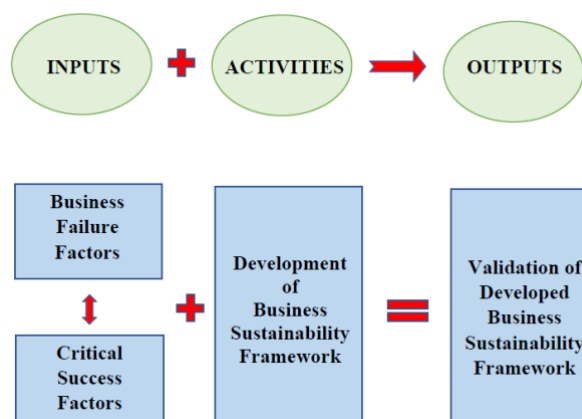 INPUTS
ACTIVITIES
OUTPUTS
Business
Failure
Factors
Critical
Success
Factors
Development
of
Business
Sustainability
Framework
Validation of
Developed
Business
Sustainability
Framework